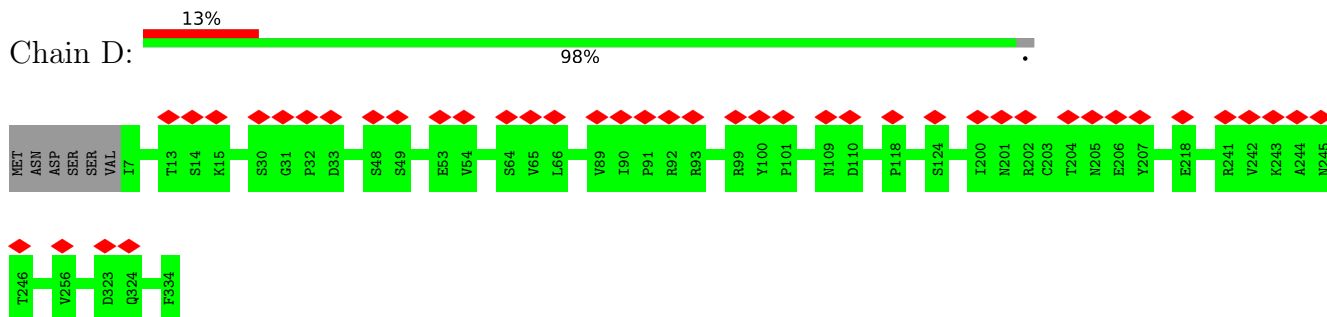 13%
Chain D:
98%
.
MET ASN ASP SER SER VAL I7 T13 S14 K15 S30 G31 P32 D33 S48 S49 E53 V54 S64 V65 L66 V89 I90 P91 R92 R93 R99 Y100 P101 N109 D110 P118 S124 I200 N201 R202 C203 T204 N205 E206 Y207 E218 R241 V242 K243 A244 N245
T246 V256 D323 Q324 F334